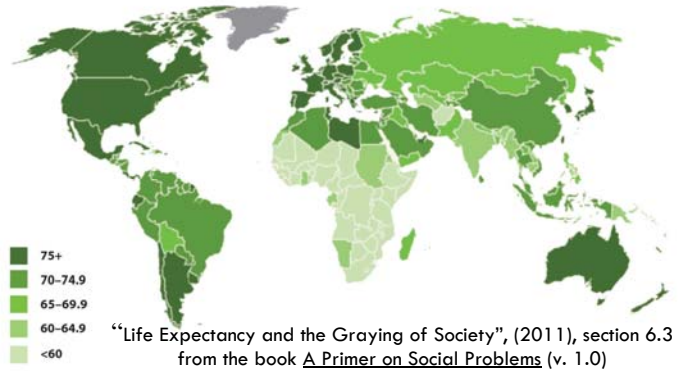 75+
70–74.9
65–69.9
60–64.9
<60
“Life Expectancy and the Graying of Society”, (2011), section 6.3
from the book A Primer on Social Problems (v. 1.0)